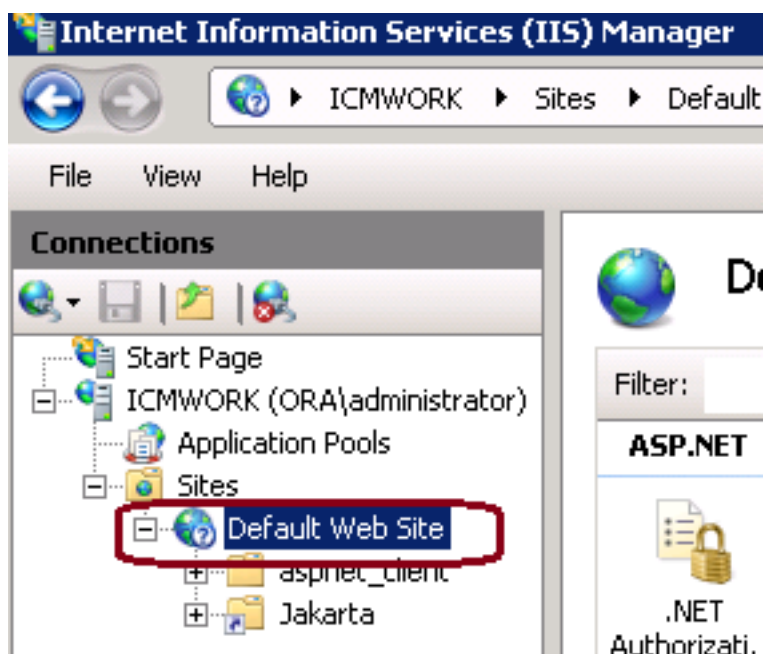 Internet Information Services (IIS) Manager
ICMWORK Sites Default
File View Help
Connections
Start Page
ICMWORK (ORA\administrator)
Application Pools
Sites
Default Web Site
aspnet_client
Jakarta
De
Filter:
ASP.NET
.NET
Authorizati.